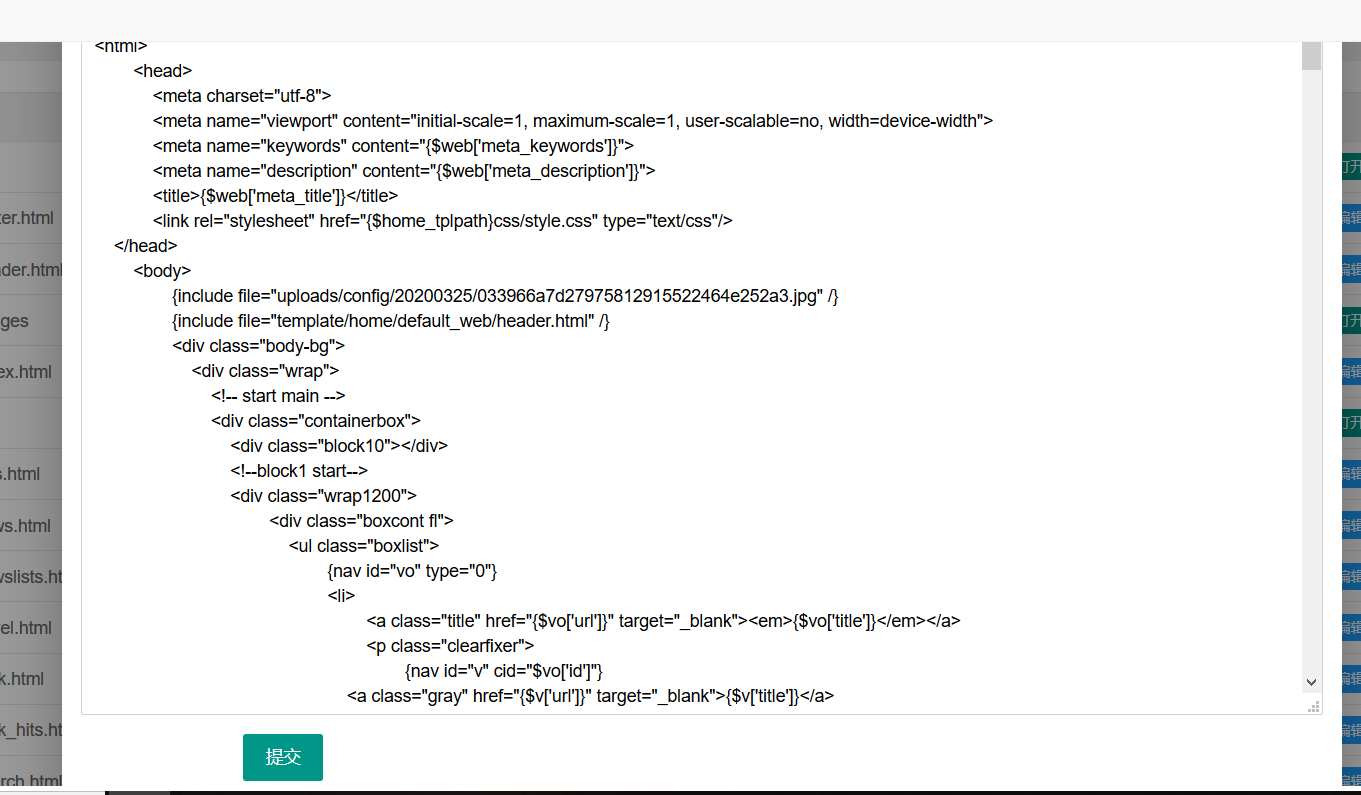 <html>
<head>
<meta charset="utf-8">
<meta name="viewport" content="initial-scale=1, maximum-scale=1, user-scalable=no, width=device-width">
<meta name="keywords" content="{$web['meta_keywords']}">
<meta name="description" content="{$web['meta_description']}">
<title>{$web['meta_title']}</title>
<link rel="stylesheet" href="{$home_tplpath}css/style.css" type="text/css"/>
</head>
<body>
{include file="uploads/config/20200325/033966a7d27975812915522464e252a3.jpg" /}
{include file="template/home/default_web/header.html" /}
<div class="body-bg">
<div class="wrap">
<!-- start main -->
<div class="containerbox">
<div class="block10"></div>
<!--block1 start-->
<div class="wrap1200">
<div class="boxcont fl">
<ul class="boxlist">
{nav id="vo" type="0"}
<li>
<a class="title" href="{$vo['url']}" target="_blank"><em>{$vo['title']}</em></a>
<p class="clearfixer">
{nav id="v" cid="$vo['id']"}
<a class="gray" href="{$v['url']}" target="_blank">{$v['title']}</a>
提交
ter.html
der.html
ges
ex.html
s.html
vs.html
vslists.ht
el.html
k.html
k_hits.ht
rch.html
打开
编辑
编辑
打开
编辑
打开
编辑
编辑
编辑
编辑
编辑
编辑
编辑